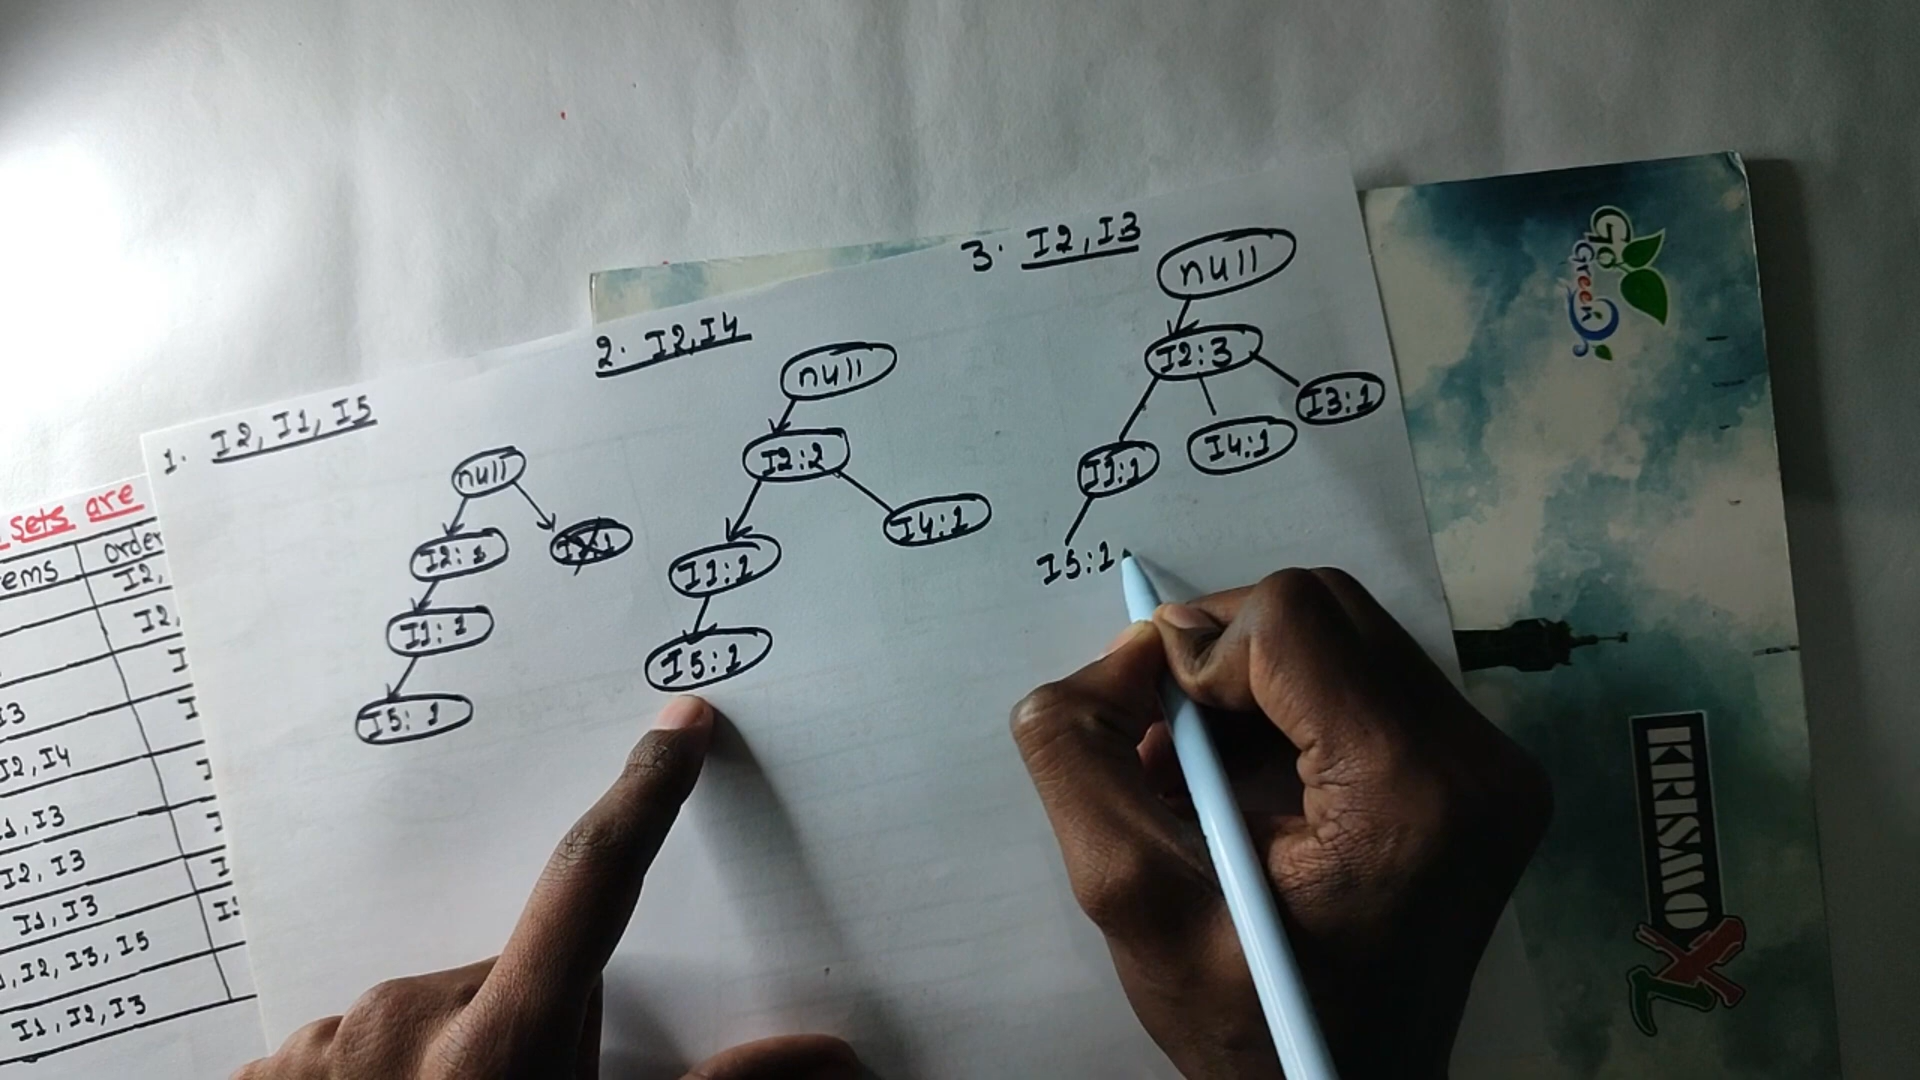 sets are
ems order
I2,
I2,
I
I3 I
I2, I4
I1, I3
I2, I3 I
I1, I3
, I2, I3, I5
I1, I2, I3
1. I2, I1, I5
null
I2: 1
I1: 1
I5: 1
2. I2, I4
null
I2:2
I1:1 I4:1
I5:1
3. I2, I3
null
I2:3
I1:1 I4:1 I3:1
I5:1
Go
Green
KRISMAO